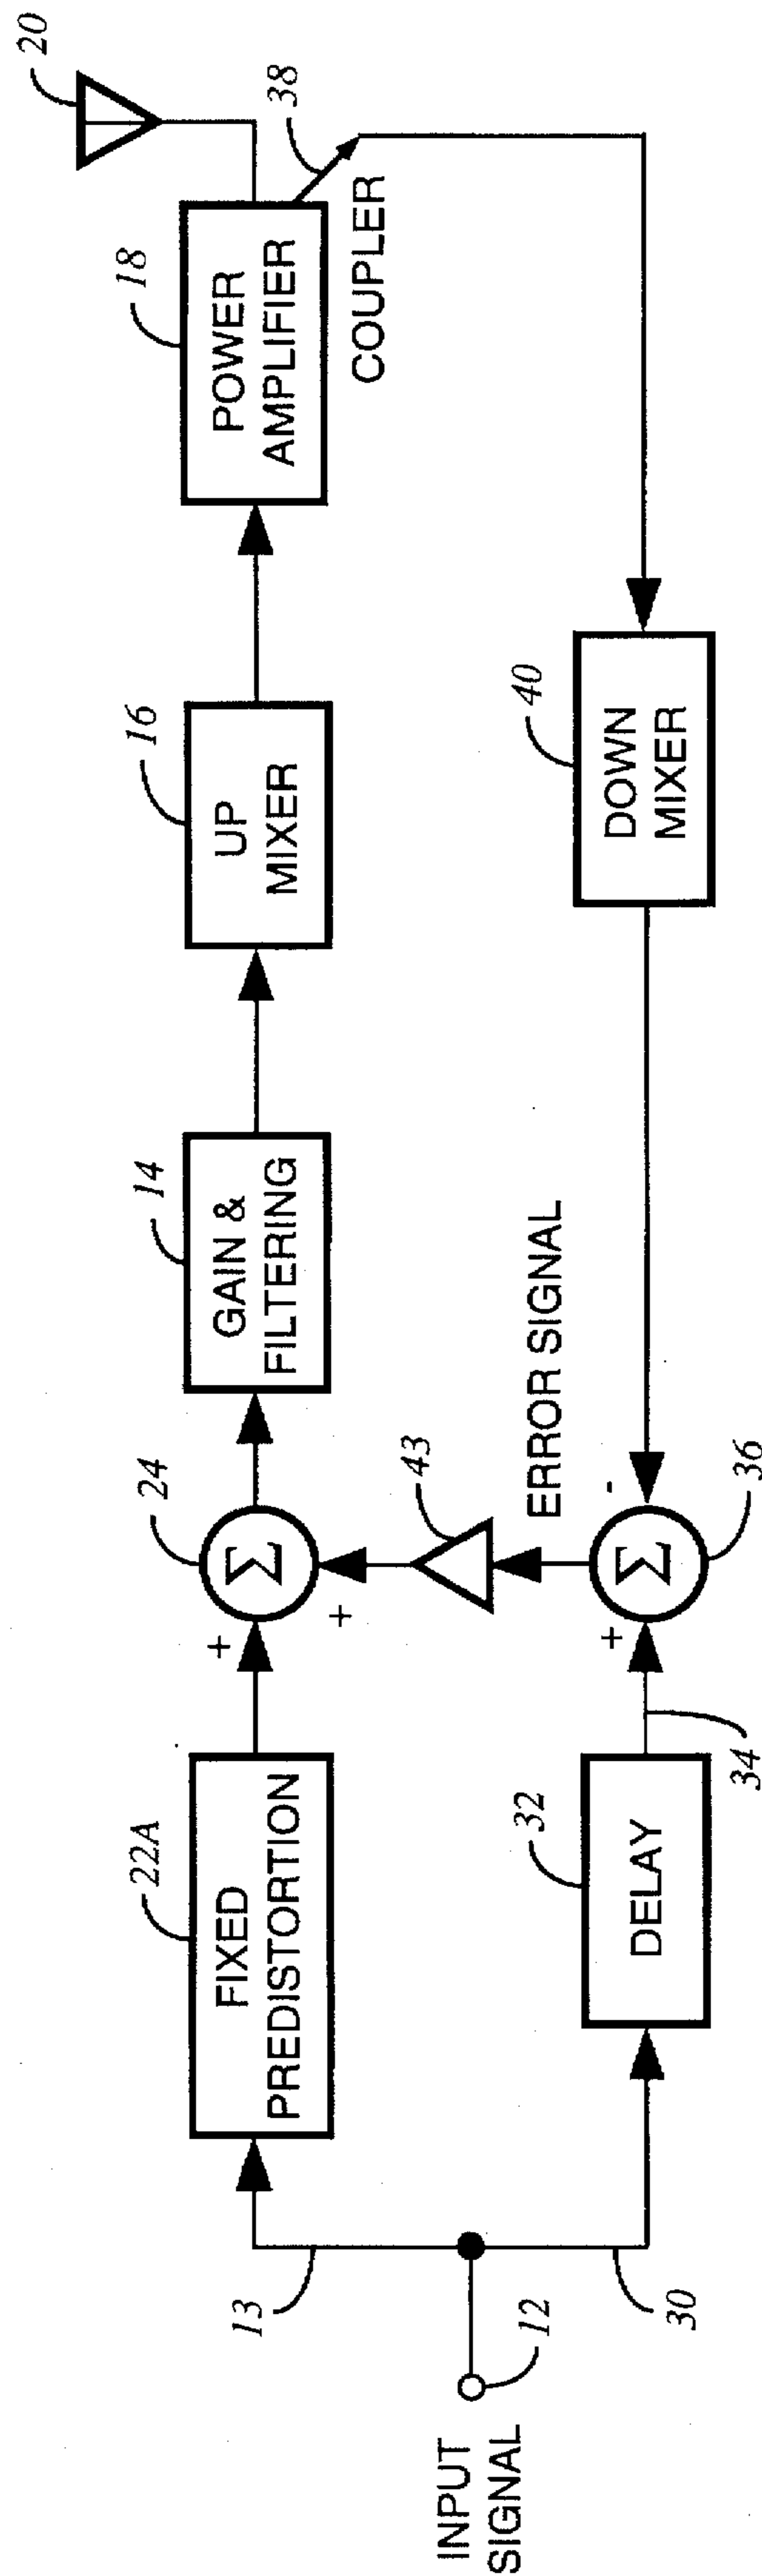 INPUT
SIGNAL
12
13
30
22A
FIXED
PREDISTORTION
32
DELAY
34
+
+
+
-
24
Σ
36
Σ
43
ERROR SIGNAL
14
GAIN &
FILTERING
16
UP
MIXER
40
DOWN
MIXER
18
POWER
AMPLIFIER
COUPLER
38
20